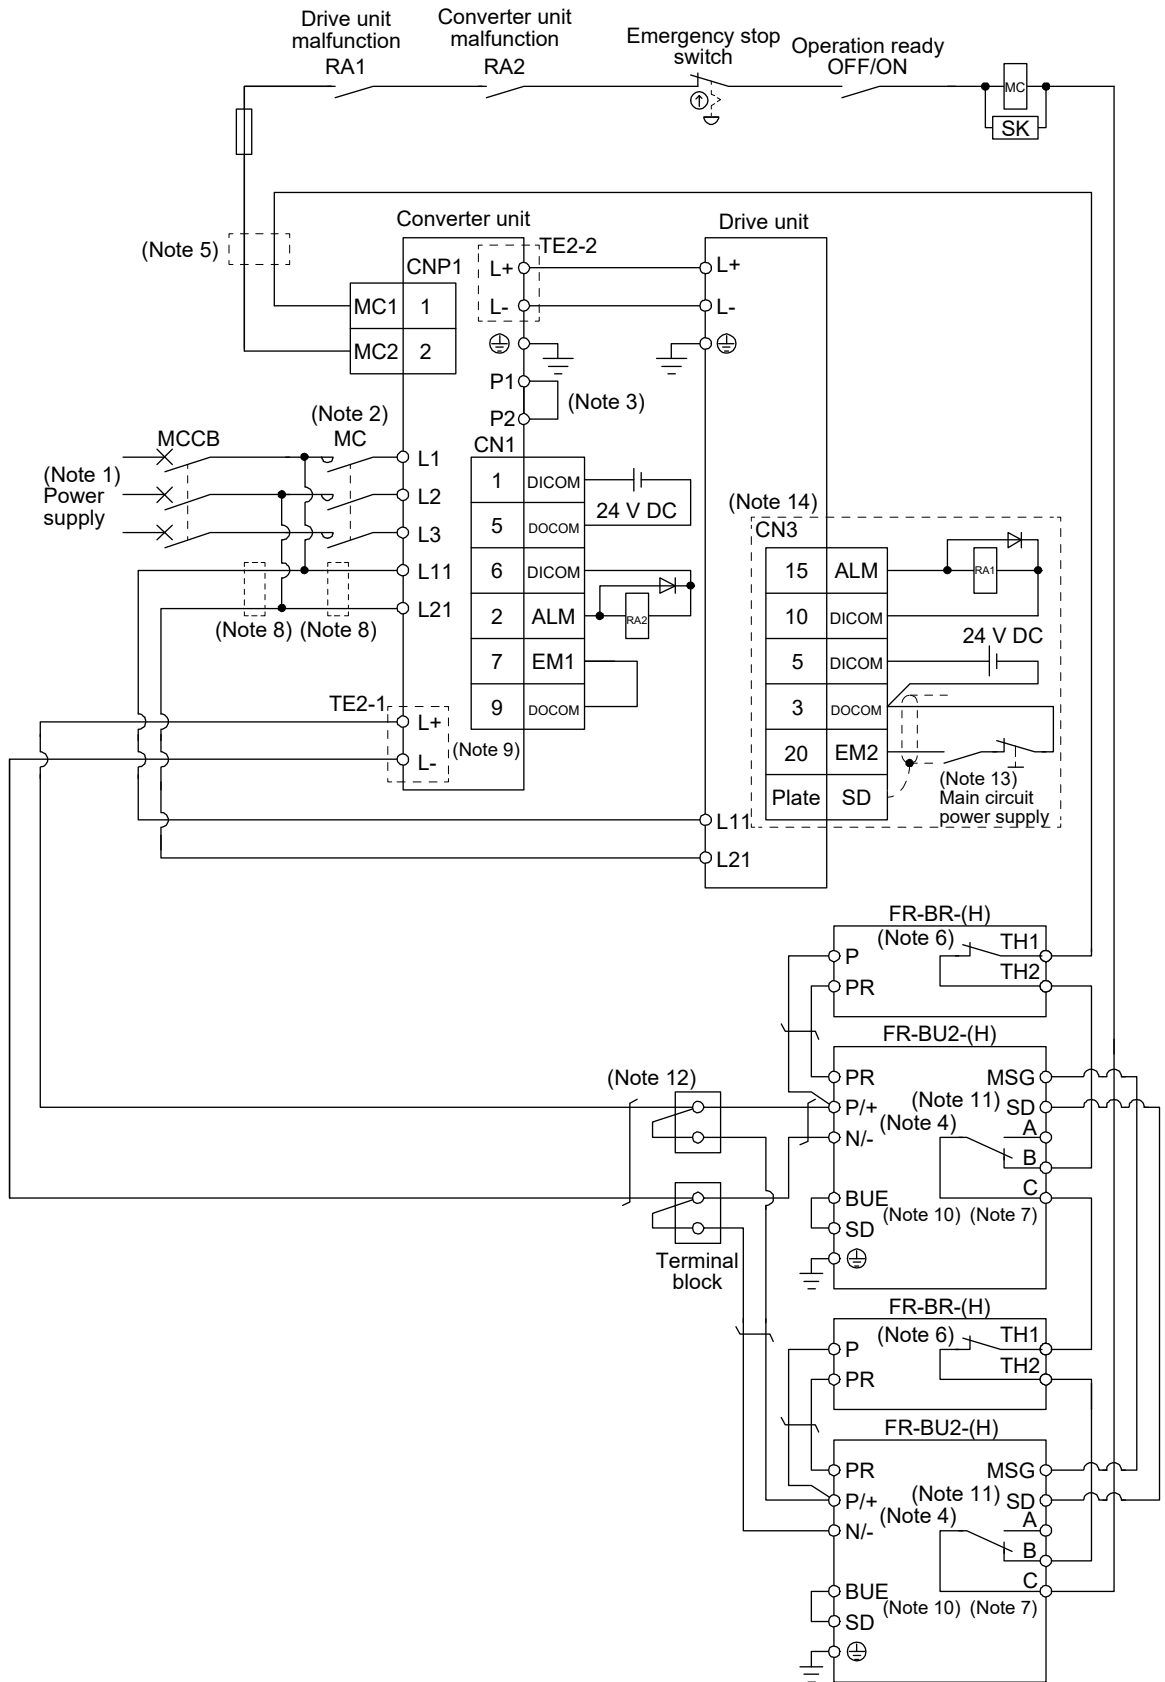 Drive unit
malfunction
RA1
Converter unit
malfunction
RA2
Emergency stop
switch
Operation ready
OFF/ON
MC
SK
Converter unit
Drive unit
(Note 5)
CNP1
TE2-2
L+
L+
MC1 1
L-
L-
MC2 2
P1
(Note 3)
P2
(Note 2)
MCCB
MC
CN1
L1
(Note 1)
Power
supply
L2
L3
L11
L21
1 DICOM
24 V DC
5 DOCOM
6 DICOM
2 ALM
RA2
7 EM1
9 DOCOM
(Note 8) (Note 8)
(Note 14)
CN3
15 ALM
RA1
10 DICOM
24 V DC
5 DICOM
3 DOCOM
20 EM2
Plate SD
(Note 13)
Main circuit
power supply
TE2-1
L+
L-
(Note 9)
L11
L21
FR-BR-(H)
(Note 6)
P
TH1
TH2
PR
FR-BU2-(H)
(Note 12)
PR
MSG
P/+
(Note 11)
SD
(Note 4)
A
N/-
B
C
BUE
(Note 10) (Note 7)
SD
Terminal
block
FR-BR-(H)
(Note 6)
P
TH1
TH2
PR
FR-BU2-(H)
PR
MSG
P/+
(Note 11)
SD
(Note 4)
A
N/-
B
C
BUE
(Note 10) (Note 7)
SD